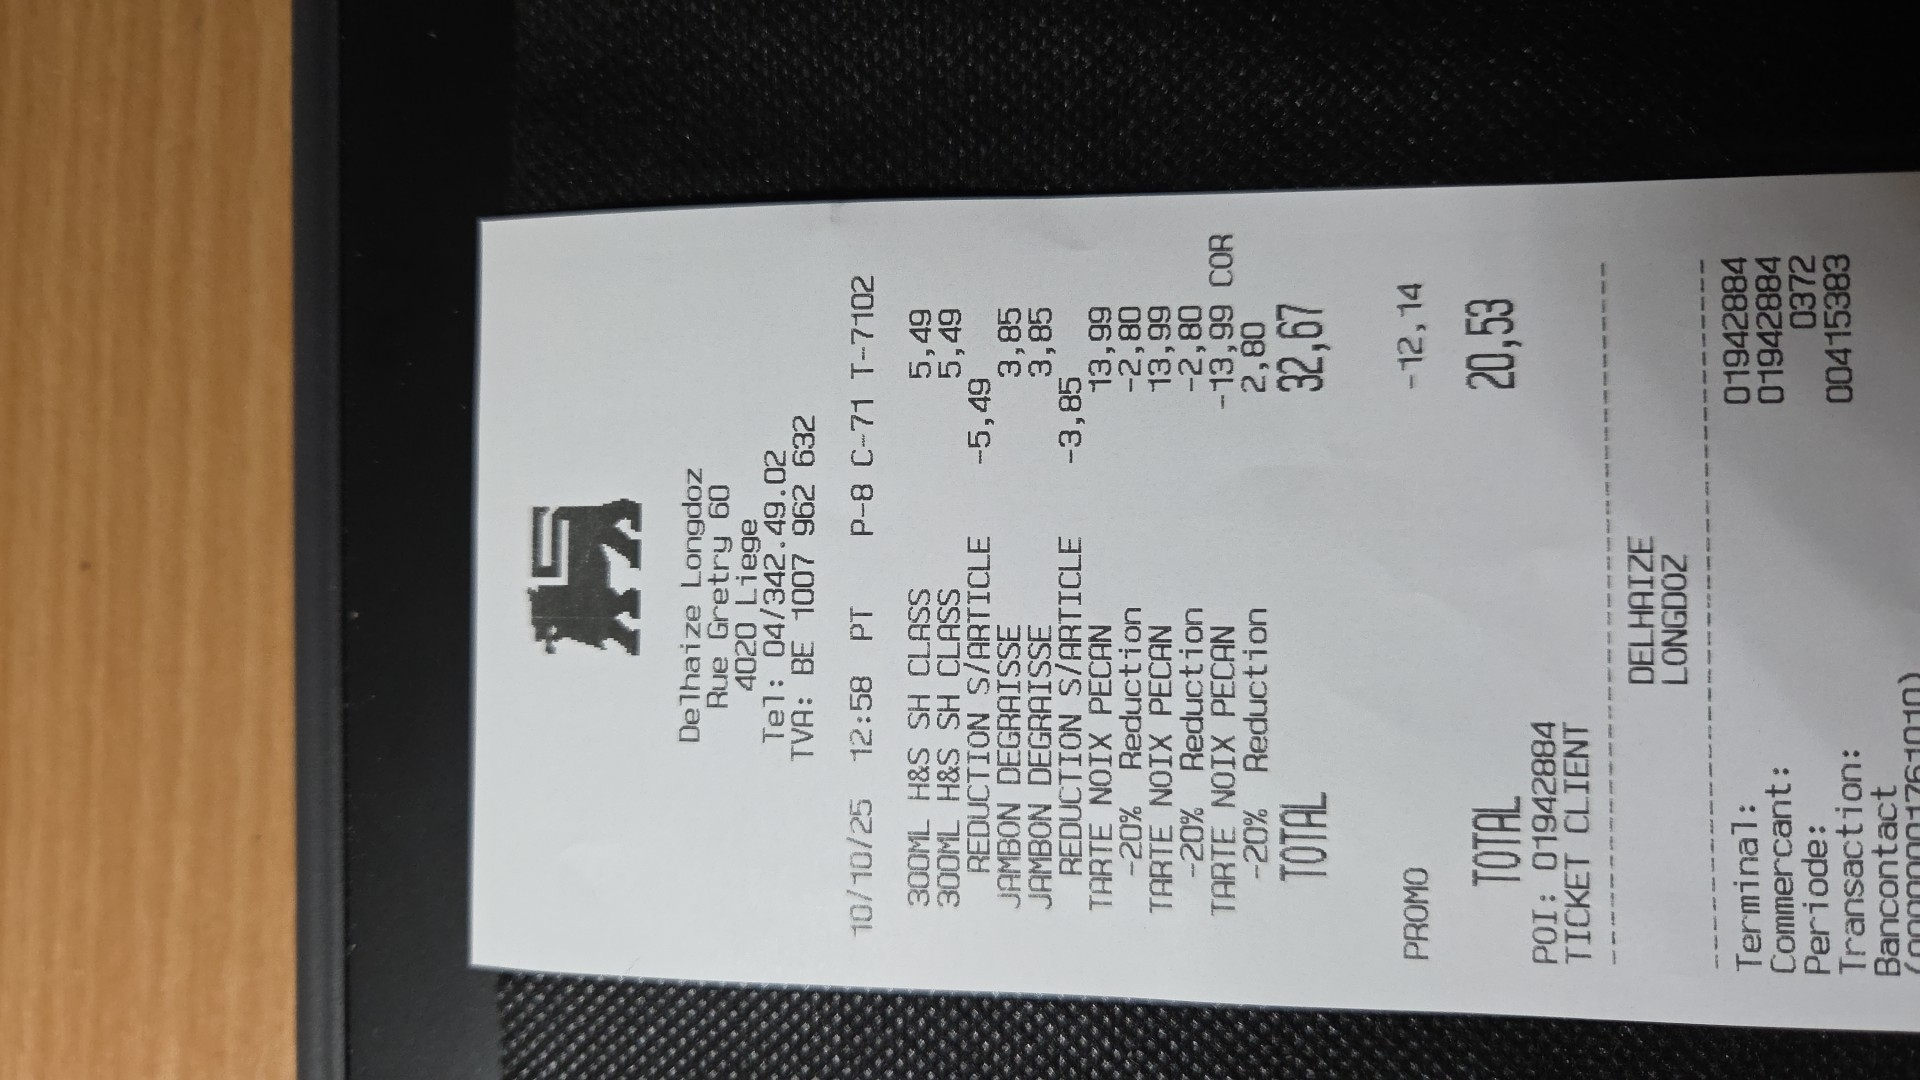 Delhaize Longdoz
Rue Gretry 60
4020 Liege
Tel: 04/342.49.02
TVA: BE 1007 962 632
10/10/25 12:58 PT P-8 C-71 T-7102
300ML H&S SH CLASS 5,49
300ML H&S SH CLASS 5,49
REDUCTION S/ARTICLE -5,49
JAMBON DEGRAISSE 3,85
JAMBON DEGRAISSE 3,85
REDUCTION S/ARTICLE -3,85
TARTE NOIX PECAN 13,99
-20% Reduction -2,80
TARTE NOIX PECAN 13,99
-20% Reduction -2,80
TARTE NOIX PECAN -13,99 COR
-20% Reduction 2,80
TOTAL 32,67
PROMO -12,14
TOTAL 20,53
POI: 01942884
TICKET CLIENT
DELHAIZE
LONGDOZ
Terminal: 01942884
Commercant: 01942884
Periode: 0372
Transaction: 00415383
Bancontact